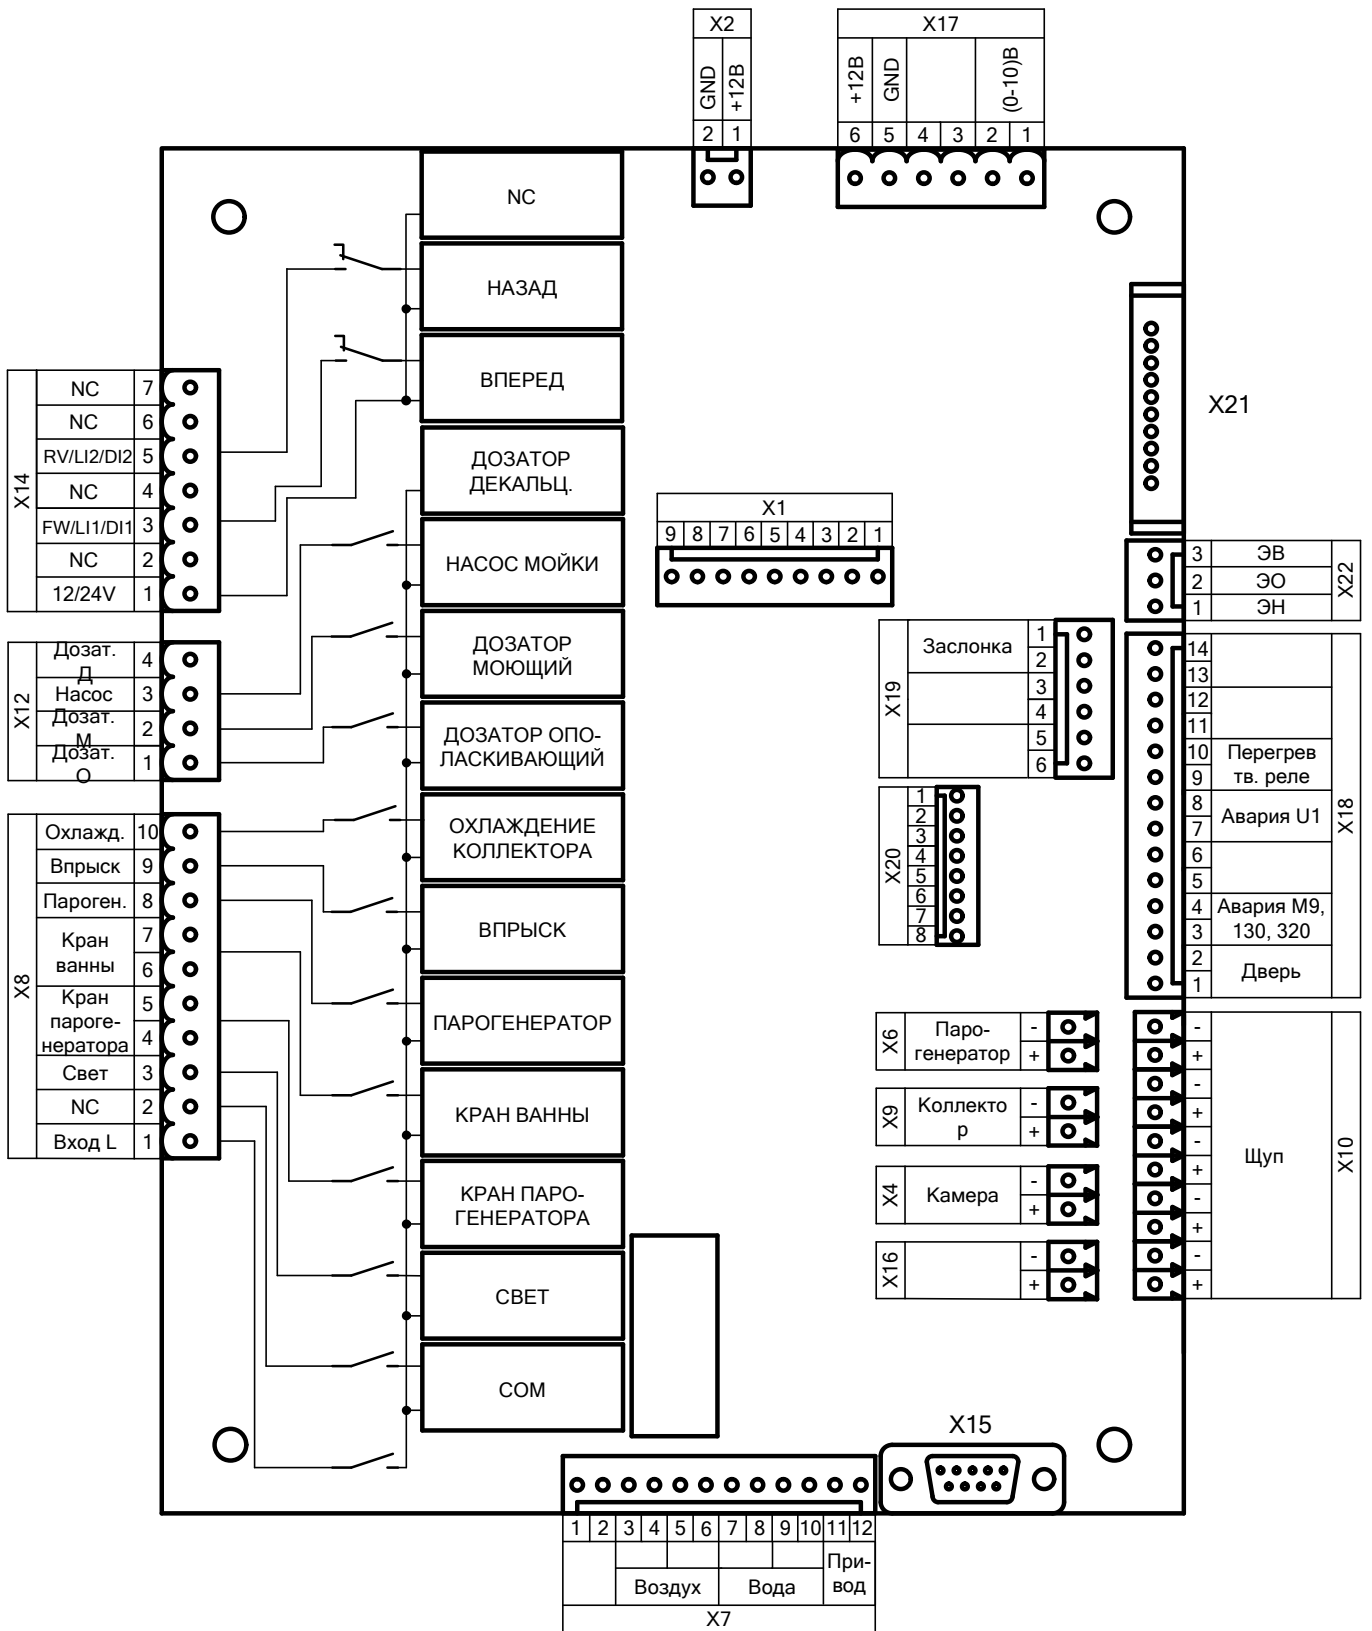 X2
GND
+12В
2 1
X17
+12В
GND
(0-10)В
6 5 4 3 2 1
NC
НАЗАД
ВПЕРЕД
ДОЗАТОР
ДЕКАЛЬЦ.
НАСОС МОЙКИ
ДОЗАТОР
МОЮЩИЙ
ДОЗАТОР ОПО-
ЛАСКИВАЮЩИЙ
ОХЛАЖДЕНИЕ
КОЛЛЕКТОРА
ВПРЫСК
ПАРОГЕНЕРАТОР
КРАН ВАННЫ
КРАН ПАРО-
ГЕНЕРАТОРА
СВЕТ
COM
X14
NC 7
NC 6
RV/LI2/DI2 5
NC 4
FW/LI1/DI1 3
NC 2
12/24V 1
X12
Дозат.
Д
4
Насос 3
Дозат.
М
2
Дозат.
О
1
X8
Охлажд. 10
Впрыск 9
Пароген. 8
Кран
ванны
7
6
Кран
пароге-
нератора
5
4
Свет 3
NC 2
Вход L 1
X1
9 8 7 6 5 4 3 2 1
X21
3 ЭВ
2 ЭО
1 ЭН
X22
X19
Заслонка
1
2
3
4
5
6
X20
1
2
3
4
5
6
7
8
14
13
12
11
10
9
Перегрев
тв. реле
8
7
Авария U1
6
5
4
3
Авария М9,
130, 320
2
1
Дверь
X18
X6
Паро-
генератор
-
+
X9
Коллекто
р
-
+
X4
Камера
-
+
X16
-
+
-
+
-
+
-
+
-
+
-
+
Щуп
X10
X15
1 2 3 4 5 6 7 8 9 10 11 12
Воздух
Вода
При-
вод
X7